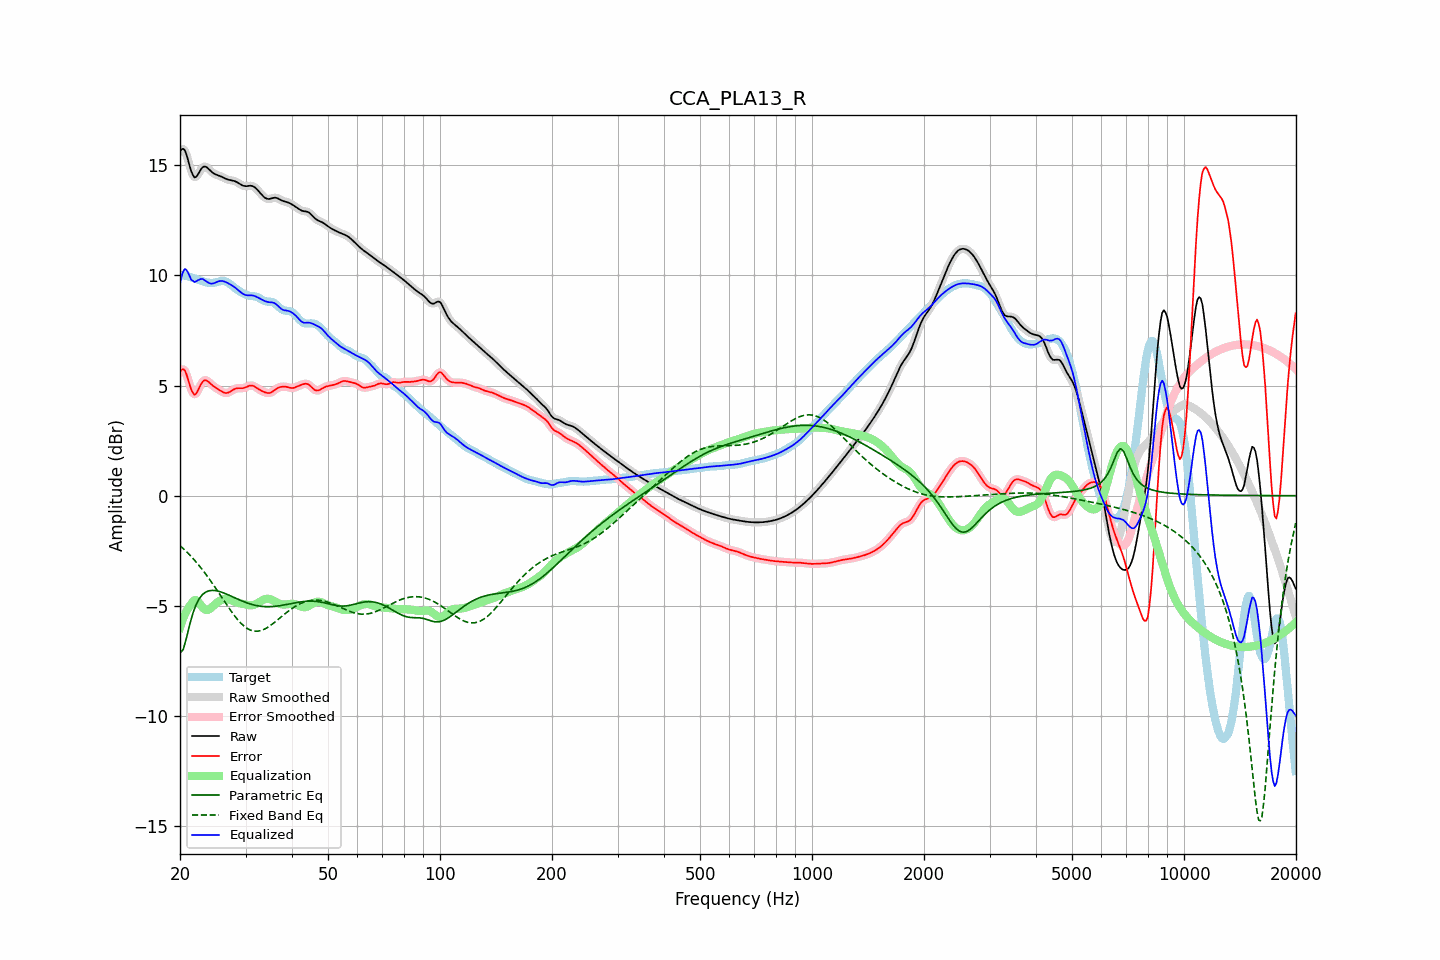 CCA_PLA13_R
Amplitude (dBr)
15
10
5
0
−5
−10
−15
Target
Raw Smoothed
Error Smoothed
Raw
Error
Equalization
Parametric Eq
Fixed Band Eq
Equalized
20 50 100 200 500 1000 2000 5000 10000 20000
Frequency (Hz)